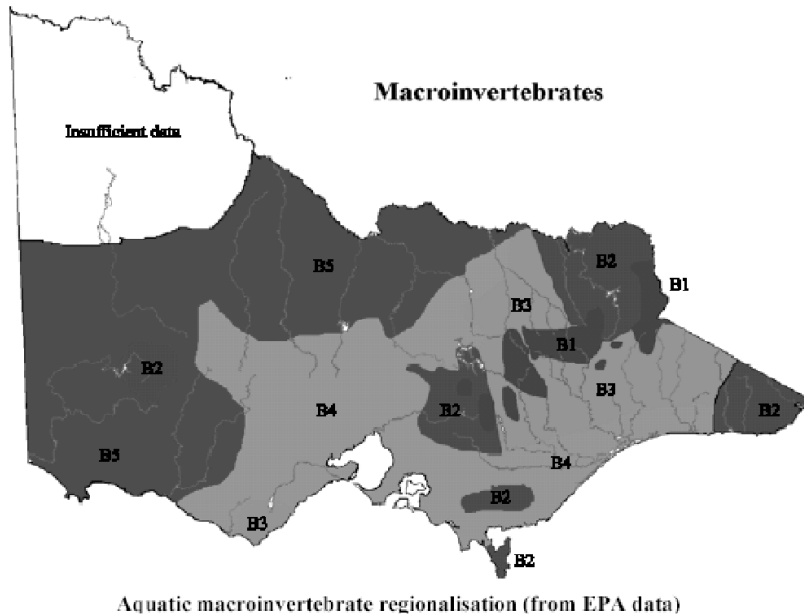 Macroinvertebrates
Insufficient data
B5
B2
B1
B3
B1
B2
B3
B4
B2
B2
B5
B4
B2
B3
B2
Aquatic macroinvertebrate regionalisation (from EPA data)